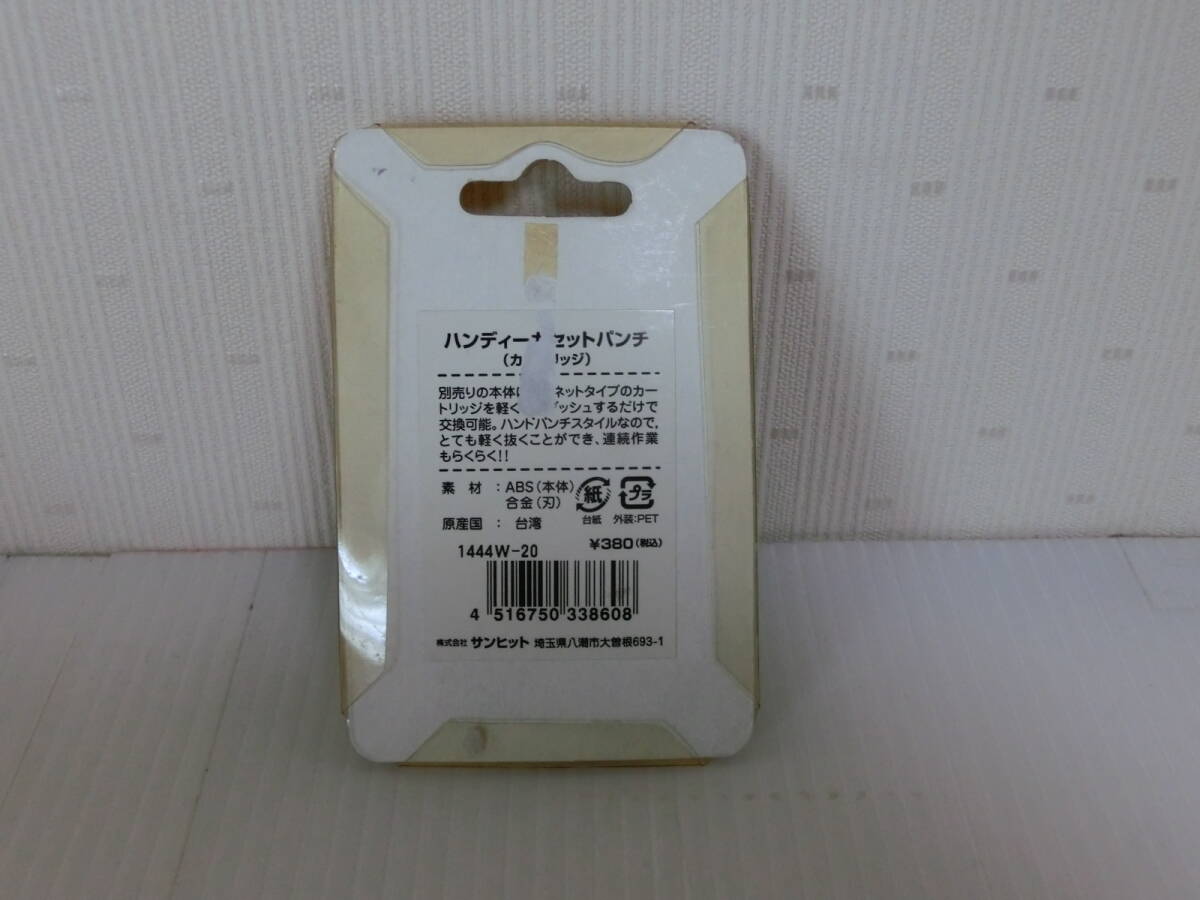 ハンディーカセットパンチ
（カートリッジ）
別売りの本体に ネットタイプのカー
トリッジを軽く プッシュするだけで
交換可能。ハンドパンチスタイルなので、
とても軽く抜くことができ、連続作業
もらくらく！！
素 材 ：ABS（本体）
合金（刃）
紙
台紙
プラ
外装：PET
原産国 ： 台湾
1444W-20 ¥380（税込）
4 516750 338608
株式会社 サンヒット 埼玉県八潮市大曽根693-1